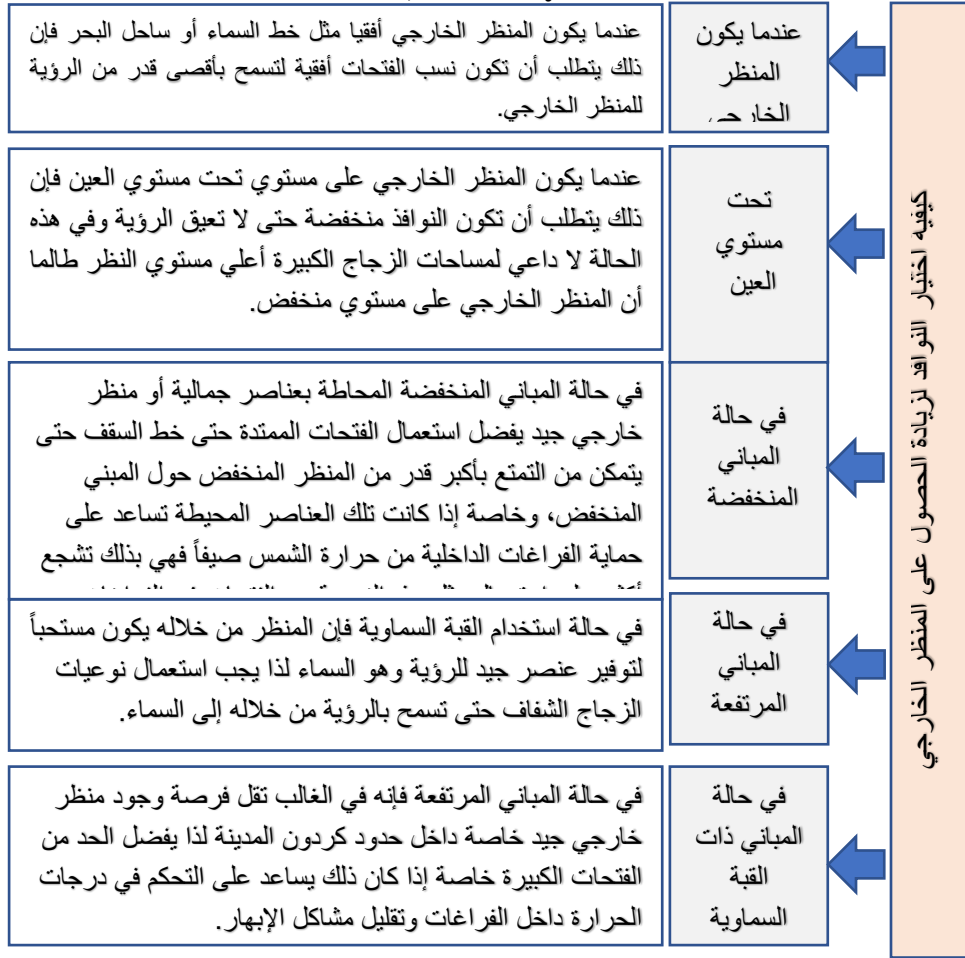 كيفيه اختيار النوافد لزيادة الحصول على المنظر الخارجي
عندما يكون
المنظر
الخارجي
عندما يكون المنظر الخارجي أفقيا مثل خط السماء أو ساحل البحر فإن
ذلك يتطلب أن تكون نسب الفتحات أفقية لتسمح بأقصى قدر من الرؤية
للمنظر الخارجي.
تحت
مستوي
العين
عندما يكون المنظر الخارجي على مستوي تحت مستوي العين فإن
ذلك يتطلب أن تكون النوافذ منخفضة حتى لا تعيق الرؤية وفي هذه
الحالة لا داعي لمساحات الزجاج الكبيرة أعلي مستوي النظر طالما
أن المنظر الخارجي على مستوي منخفض.
في حالة
المباني
المنخفضة
في حالة المباني المنخفضة المحاطة بعناصر جمالية أو منظر
خارجي جيد يفضل استعمال الفتحات الممتدة حتى خط السقف حتى
يتمكن من التمتع بأكبر قدر من المنظر المنخفض حول المبني
المنخفض، وخاصة إذا كانت تلك العناصر المحيطة تساعد على
حماية الفراغات الداخلية من حرارة الشمس صيفاً فهي بذلك تشجع
في حالة
المباني
المرتفعة
في حالة استخدام القبة السماوية فإن المنظر من خلاله يكون مستحباً
لتوفير عنصر جيد للرؤية وهو السماء لذا يجب استعمال نوعيات
الزجاج الشفاف حتى تسمح بالرؤية من خلاله إلى السماء.
في حالة
المباني ذات
القبة
السماوية
في حالة المباني المرتفعة فإنه في الغالب تقل فرصة وجود منظر
خارجي جيد خاصة داخل حدود كردون المدينة لذا يفضل الحد من
الفتحات الكبيرة خاصة إذا كان ذلك يساعد على التحكم في درجات
الحرارة داخل الفراغات وتقليل مشاكل الإبهار.